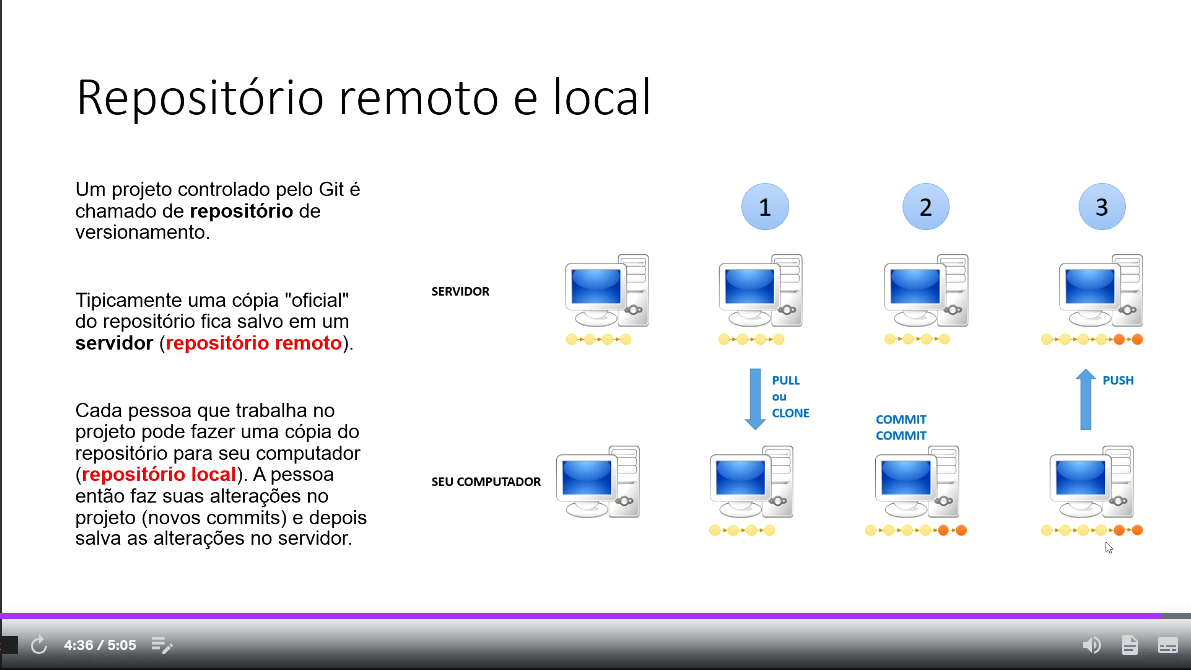 Repositório remoto e local
Um projeto controlado pelo Git é
chamado de repositório de
versionamento.
Tipicamente uma cópia "oficial"
do repositório fica salvo em um
servidor (repositório remoto).
Cada pessoa que trabalha no
projeto pode fazer uma cópia do
repositório para seu computador
(repositório local). A pessoa
então faz suas alterações no
projeto (novos commits) e depois
salva as alterações no servidor.
1
2
3
SERVIDOR
PULL
ou
CLONE
COMMIT
COMMIT
PUSH
SEU COMPUTADOR
4:36 / 5:05